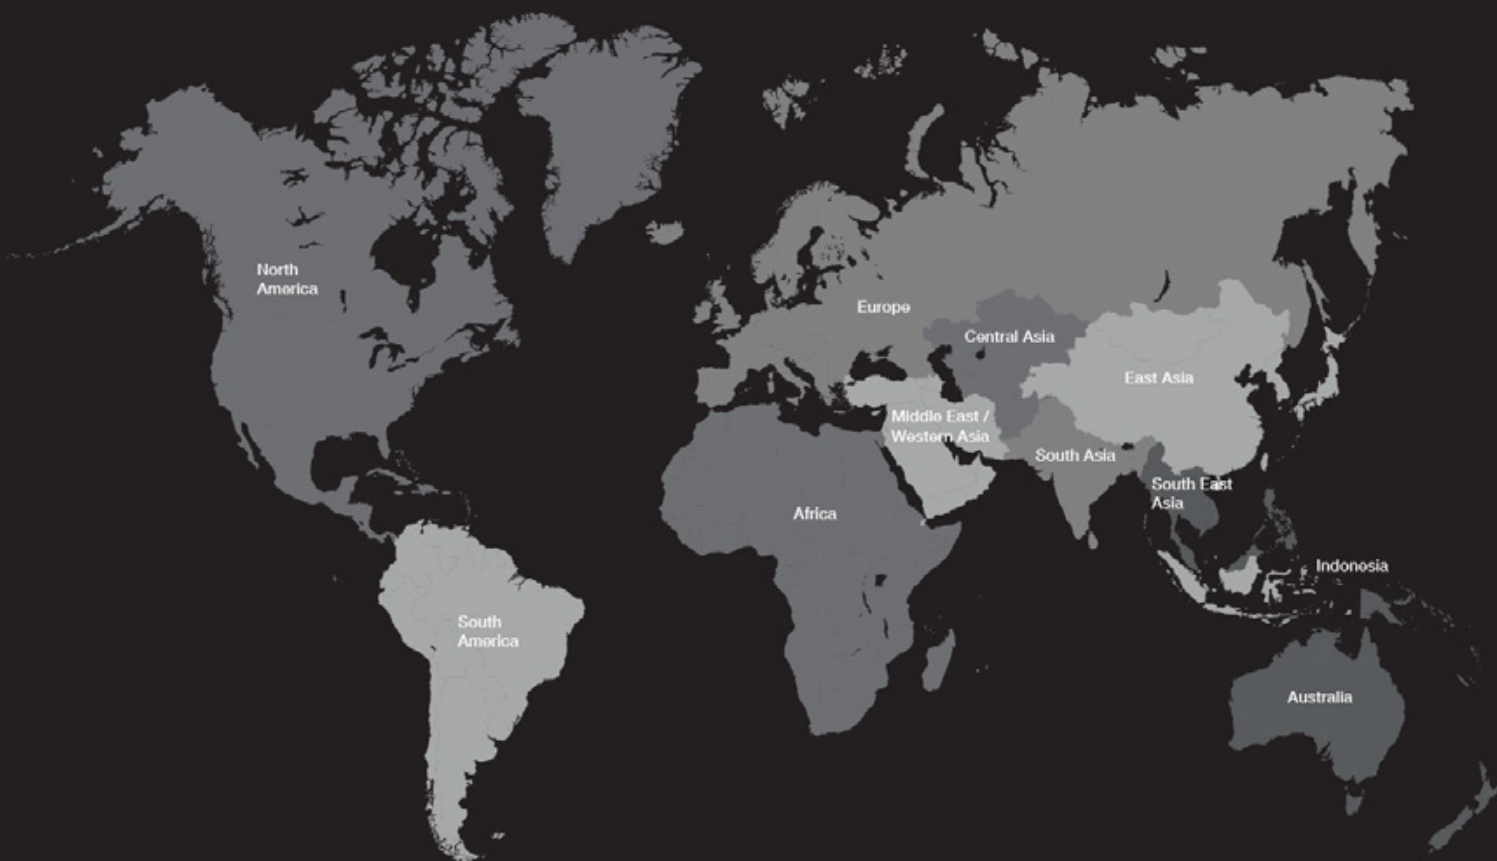 North
America
Europe
Central Asia
East Asia
Middle East /
Western Asia
South Asia
South East
Asia
Africa
Indonesia
South
America
Australia